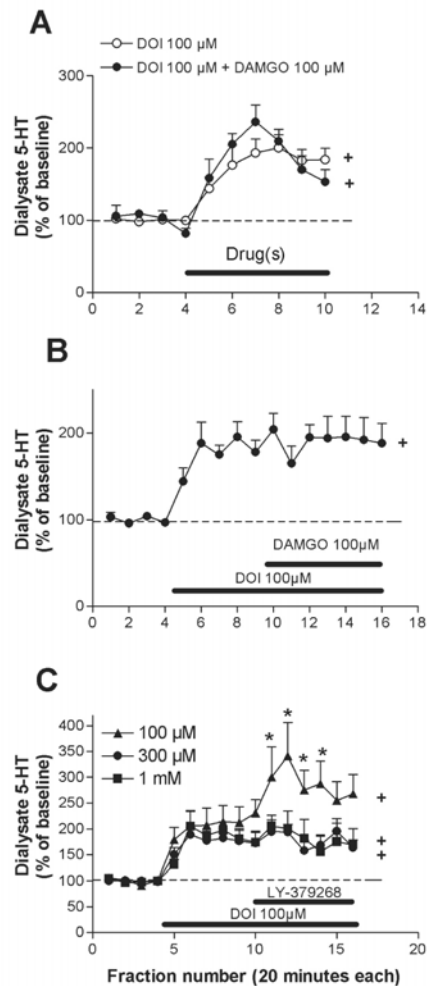 A
DOI 100 µM
DOI 100 µM + DAMGO 100 µM
Dialysate 5-HT
(% of baseline)
300
200
100
0
Drug(s)
+
+
0 2 4 6 8 10 12 14
B
Dialysate 5-HT
(% of baseline)
200
100
0
+
DAMGO 100µM
DOI 100µM
0 2 4 6 8 10 12 14 16 18
C
100 µM
300 µM
1 mM
Dialysate 5-HT
(% of baseline)
400
350
300
250
200
150
100
50
0
* * * *
+
+
+
LY-379268
DOI 100µM
0 5 10 15 20
Fraction number (20 minutes each)